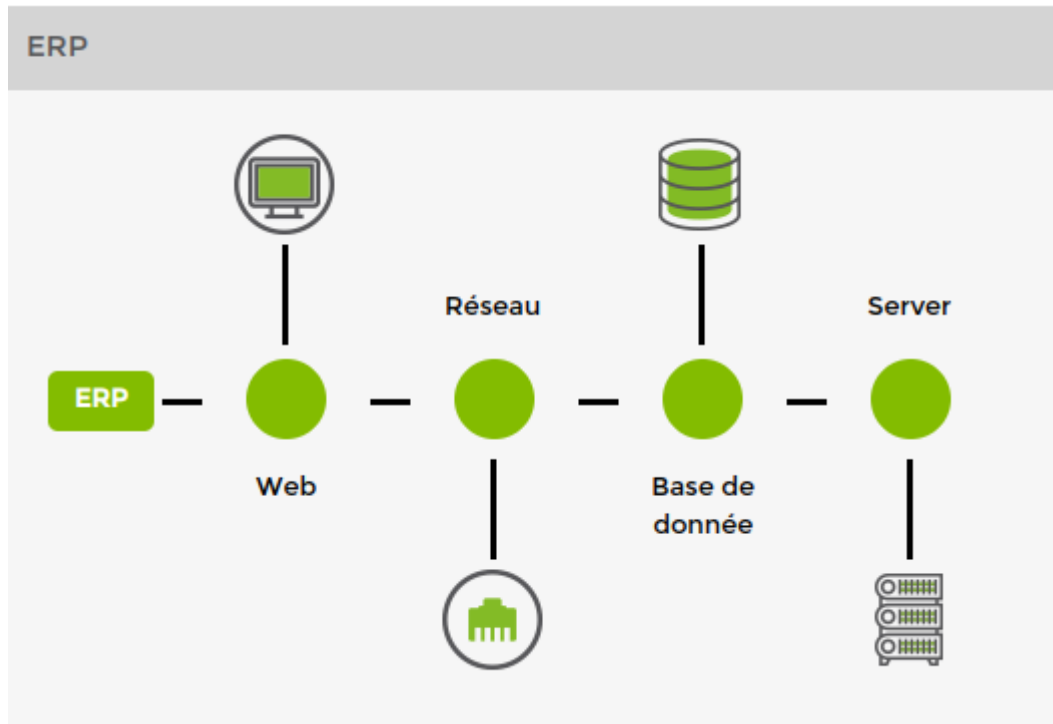 ERP
Réseau
Server
ERP
Web
Base de
donnée